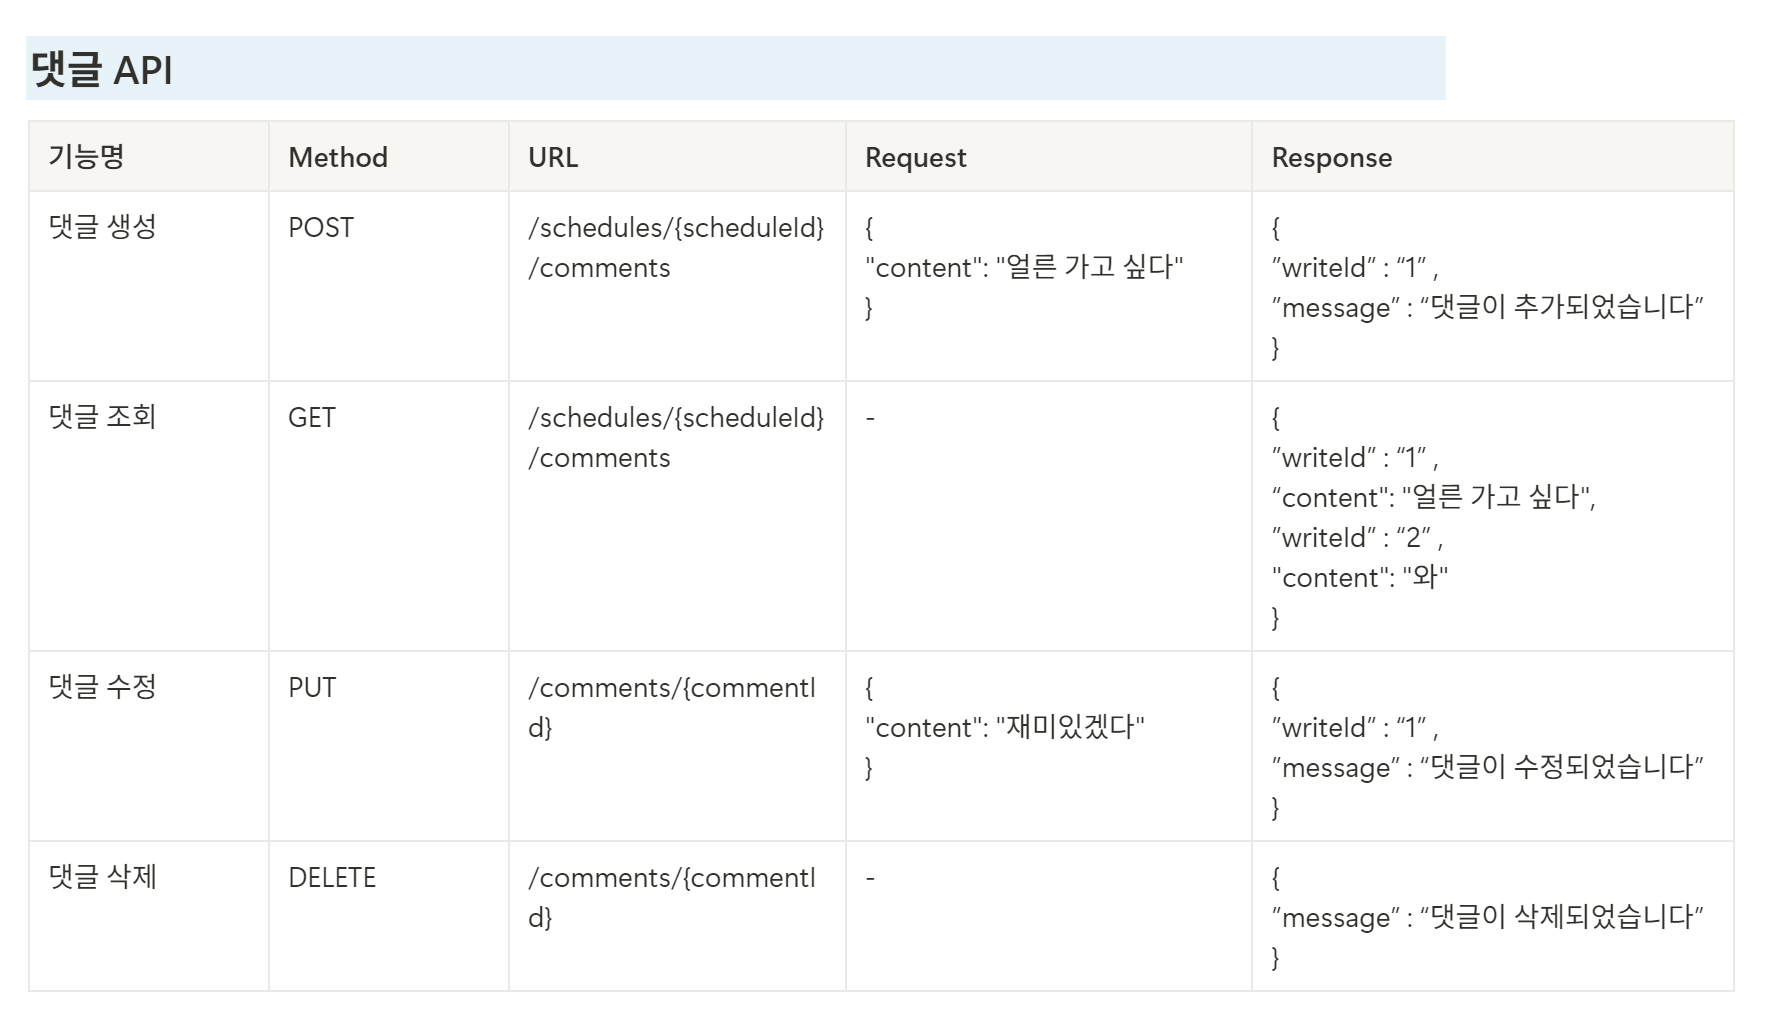 댓글 API
기능명 Method URL Request Response
댓글 생성 POST /schedules/{scheduleId} { {
/comments "content": "얼른 가고 싶다" ”writeId” : “1” ,
} ”message” : “댓글이 추가되었습니다”
}
댓글 조회 GET /schedules/{scheduleId} - {
/comments ”writeId” : “1” ,
“content": "얼른 가고 싶다",
”writeId” : “2” ,
"content": "와"
}
댓글 수정 PUT /comments/{commentI { {
d} "content": "재미있겠다" ”writeId” : “1” ,
} ”message” : “댓글이 수정되었습니다”
}
댓글 삭제 DELETE /comments/{commentI - {
d} ”message” : “댓글이 삭제되었습니다”
}